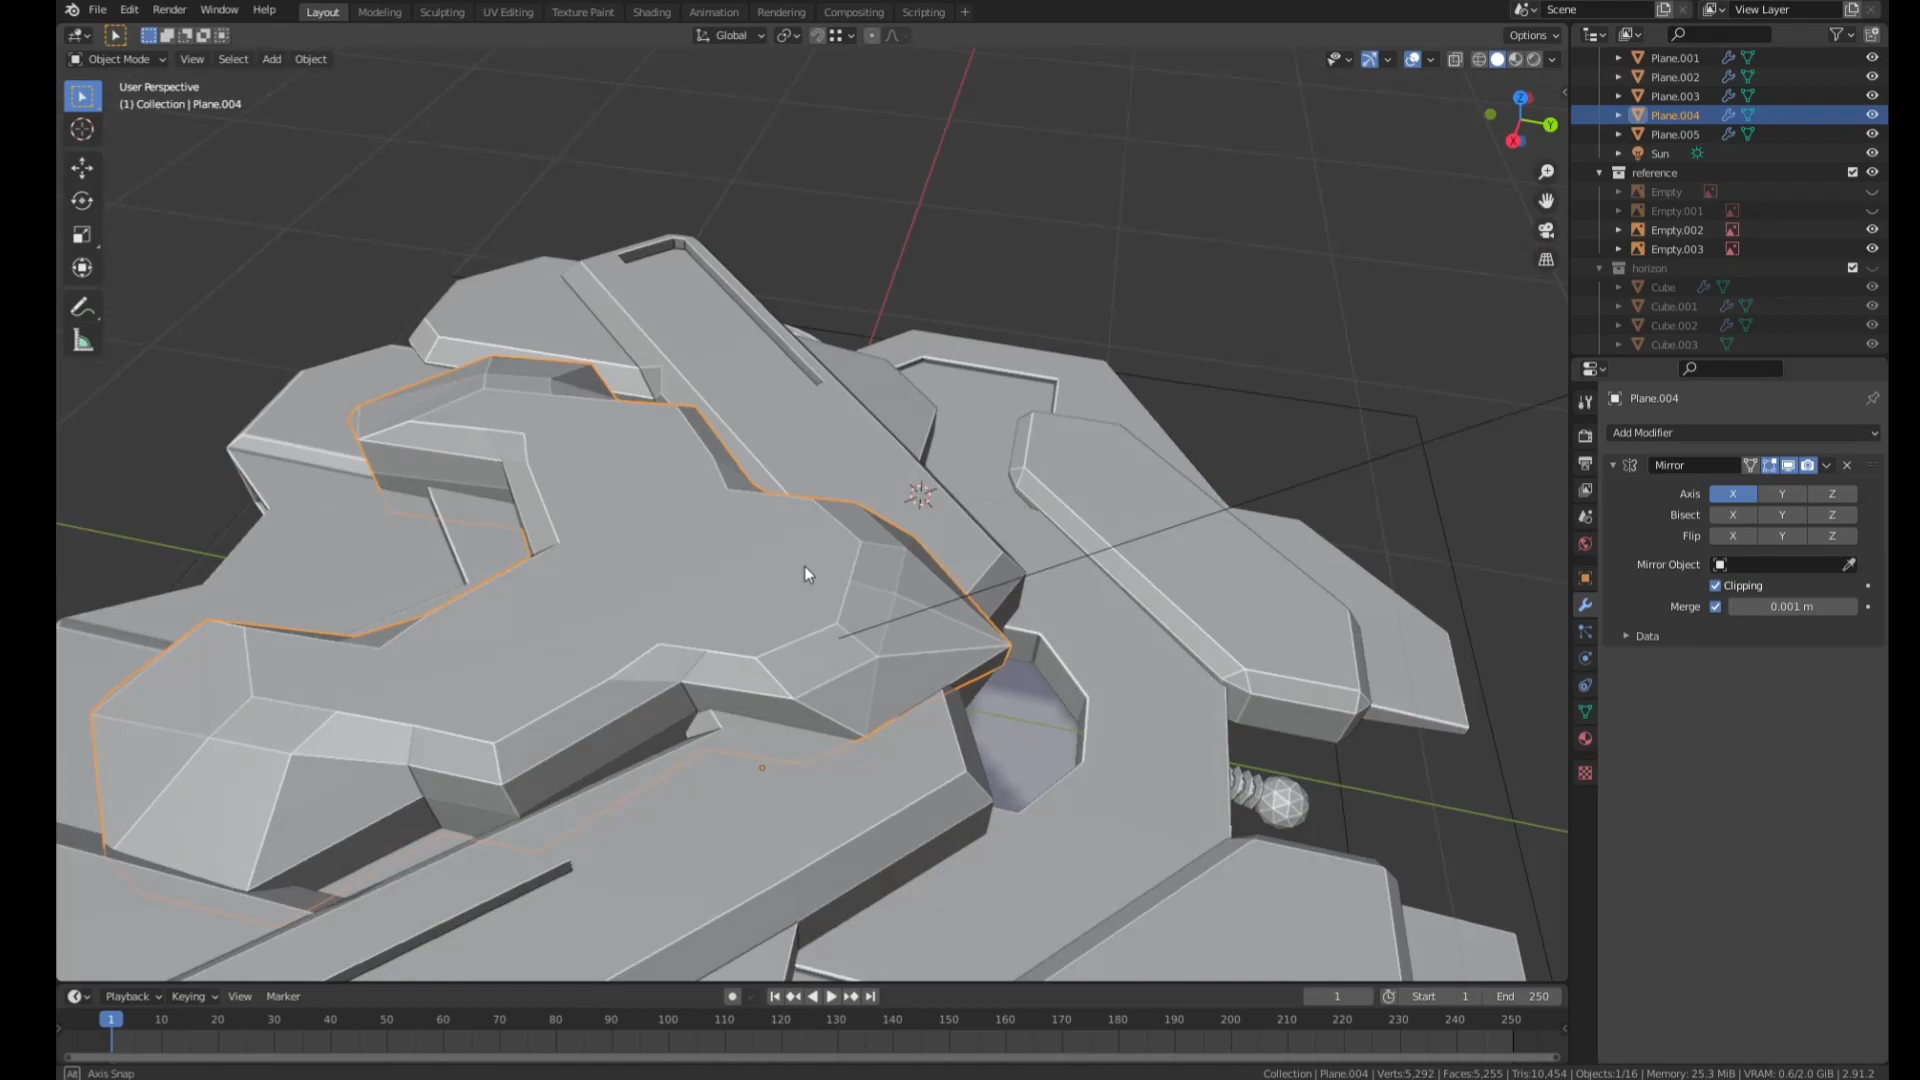 File Edit Render Window Help Layout Modeling Sculpting UV Editing Texture Paint Shading Animation Rendering Compositing Scripting + Scene View Layer
Global Options
Object Mode View Select Add Object
User Perspective
(1) Collection | Plane.004
Z
Y
X
Plane.001
Plane.002
Plane.003
Plane.004
Plane.005
Sun
reference
Empty
Empty.001
Empty.002
Empty.003
horizon
Cube
Cube.001
Cube.002
Cube.003
Plane.004
Add Modifier
Mirror
Axis X Y Z
Bisect X Y Z
Flip X Y Z
Mirror Object
Clipping
Merge 0.001 m
Data
Playback Keying View Marker 1 Start 1 End 250
1 10 20 30 40 50 60 70 80 90 100 110 120 130 140 150 160 170 180 190 200 210 220 230 240 250
Alt Axis Snap
Collection | Plane.004 | Verts:5,292 | Faces:5,255 | Tris:10,454 | Objects:1/16 | Memory: 25.3 MiB | VRAM: 0.6/2.0 GiB | 2.91.2